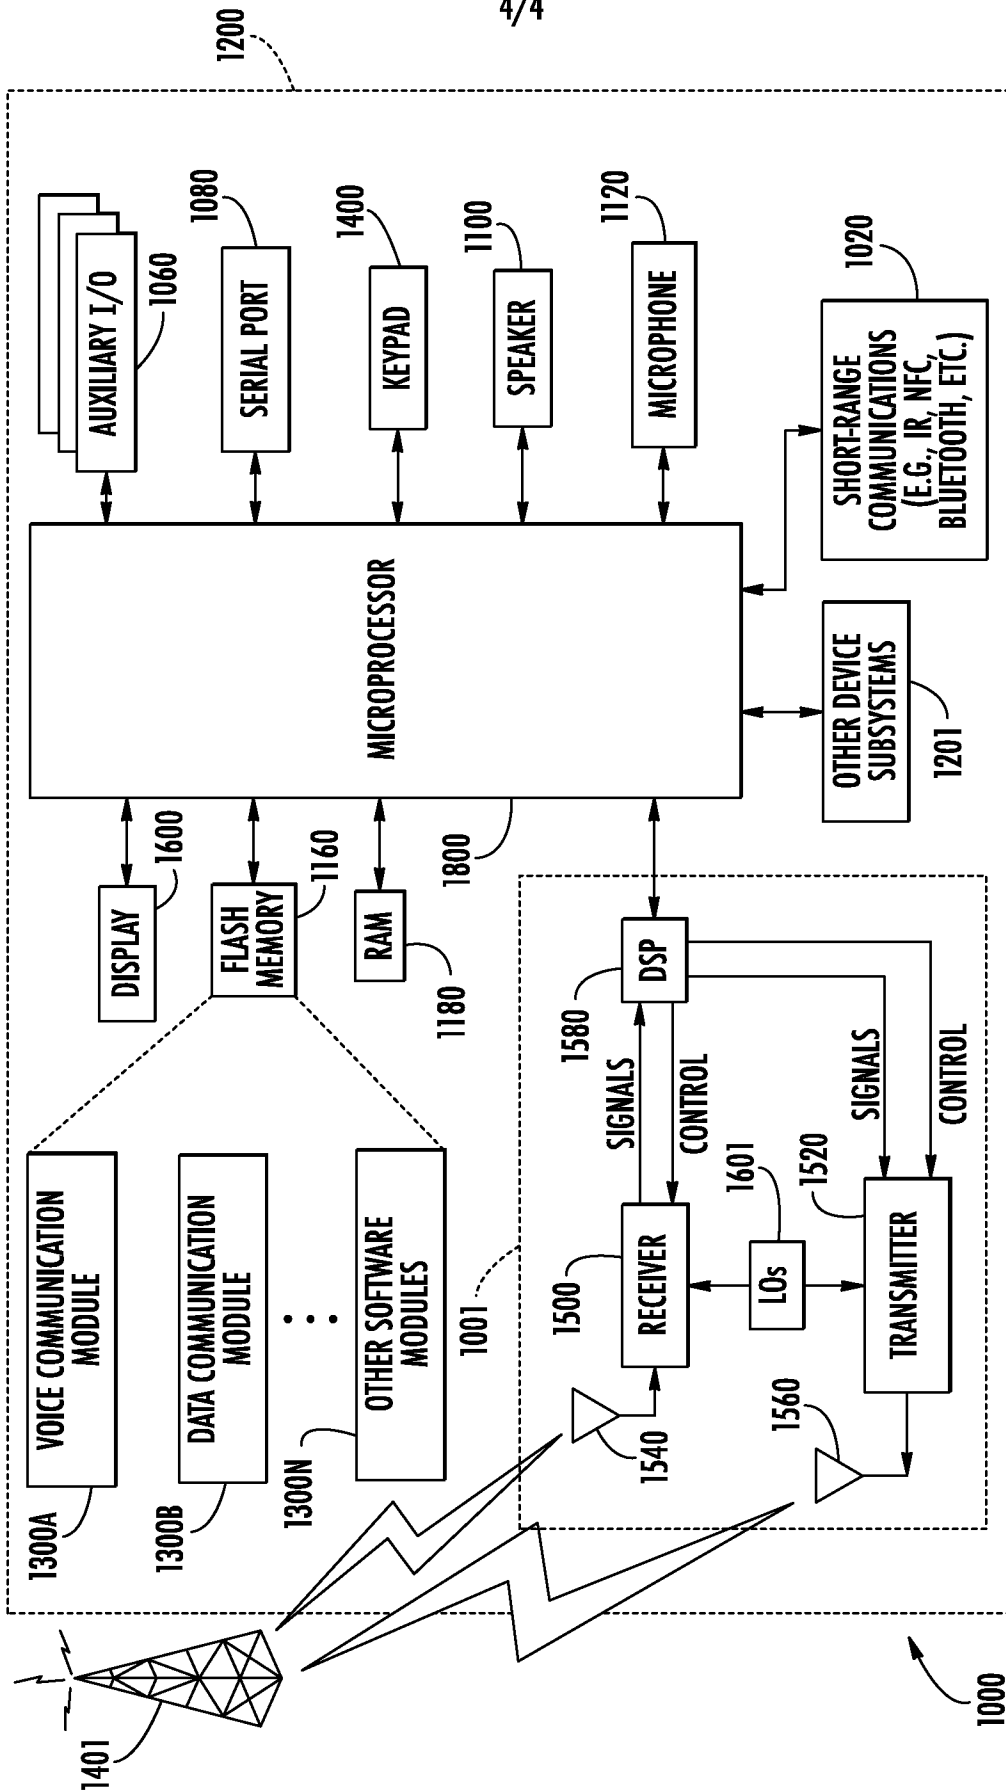 4/4
1200
1401
1300A
VOICE COMMUNICATION
MODULE
1300B
DATA COMMUNICATION
MODULE
1300N
OTHER SOFTWARE
MODULES
DISPLAY
1600
FLASH
MEMORY
1160
RAM
1180
1800
MICROPROCESSOR
AUXILIARY I/O
1060
SERIAL PORT
1080
KEYPAD
1400
SPEAKER
1100
MICROPHONE
1120
SHORT-RANGE
COMMUNICATIONS
(E.G., IR, NFC,
BLUETOOTH, ETC.)
1020
OTHER DEVICE
SUBSYSTEMS
1201
1001
1540
1500
RECEIVER
SIGNALS
CONTROL
1580
DSP
LOs
1601
1560
TRANSMITTER
1520
SIGNALS
CONTROL
1000